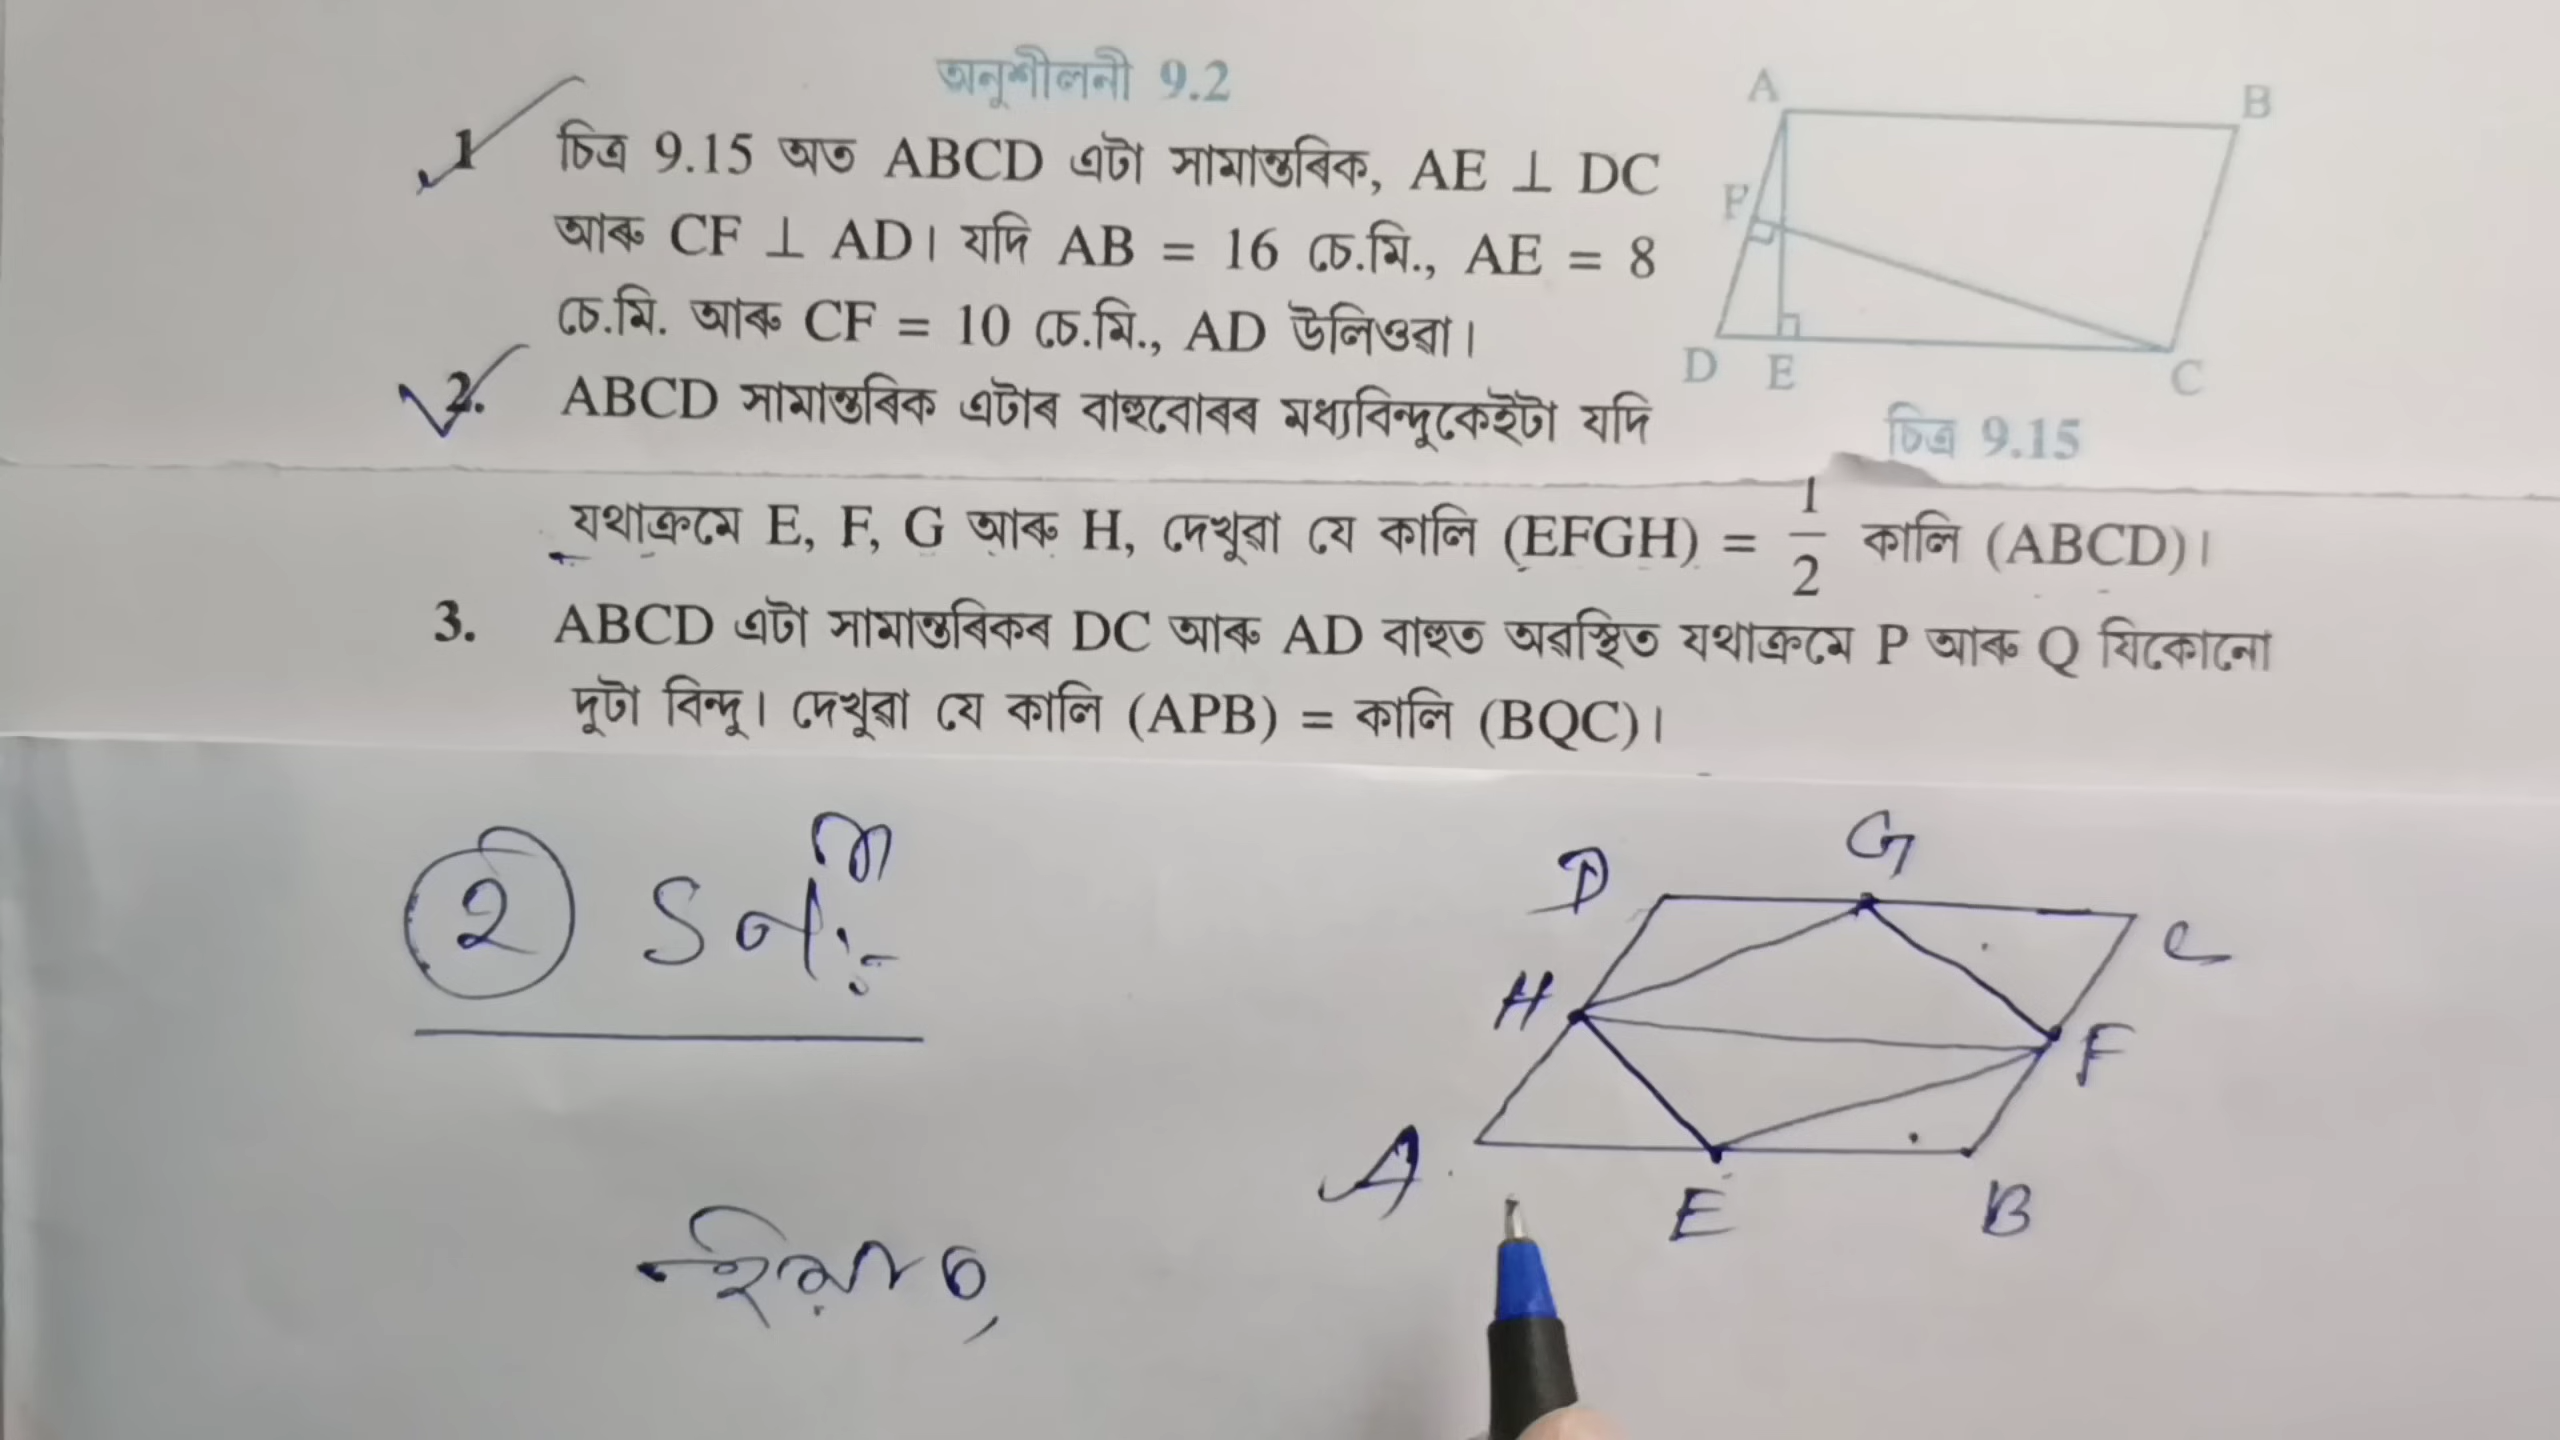 অনুশীলনী 9.2
1 চিত্ৰ 9.15 অত ABCD এটা সামান্তৰিক, AE ⊥ DC
আৰু CF ⊥ AD। যদি AB = 16 চে.মি., AE = 8
চে.মি. আৰু CF = 10 চে.মি., AD উলিওৱা।
A B F D E C
চিত্ৰ 9.15
2. ABCD সামান্তৰিক এটাৰ বাহুবোৰৰ মধ্যবিন্দুকেইটা যদি
যথাক্ৰমে E, F, G আৰু H, দেখুৱা যে কালি (EFGH) = 1/2 কালি (ABCD)।
3. ABCD এটা সামান্তৰিকৰ DC আৰু AD বাহুত অৱস্থিত যথাক্ৰমে P আৰু Q যিকোনো
দুটা বিন্দু। দেখুৱা যে কালি (APB) = কালি (BQC)।
2 Solⁿ:-
D G C
H F
A E B